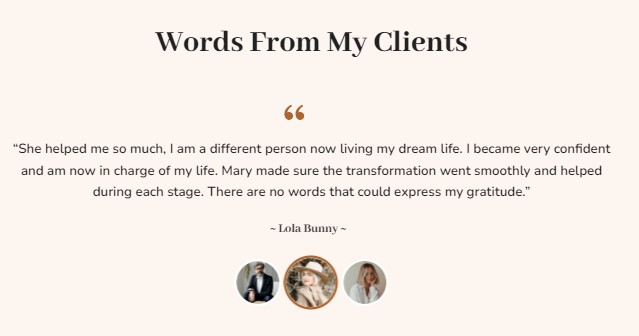 Words From My Clients
“
“She helped me so much, I am a different person now living my dream life. I became very confident
and am now in charge of my life. Mary made sure the transformation went smoothly and helped
during each stage. There are no words that could express my gratitude.”
~ Lola Bunny ~